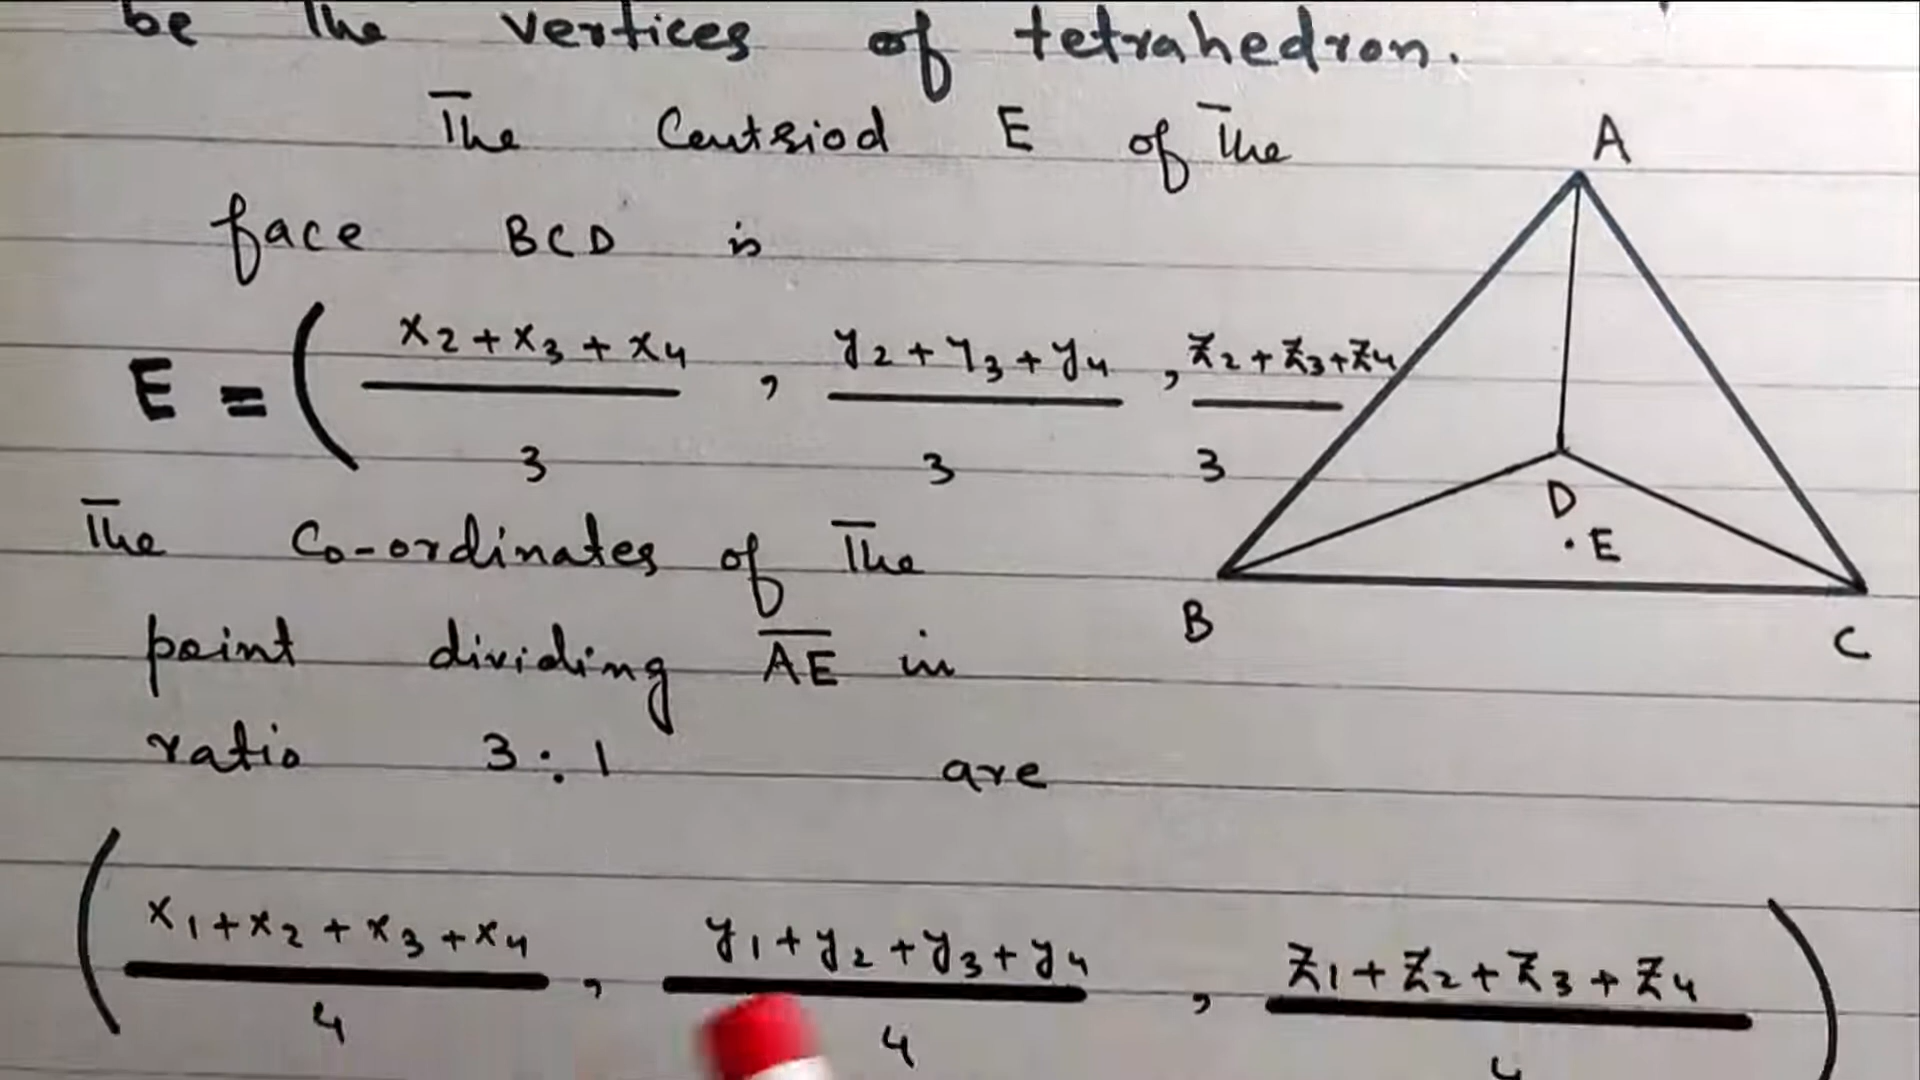 be the vertices of tetrahedron.
The Centriod E of The
face BCD is
E = ( x2 + x3 + x4 / 3 , y2 + y3 + y4 / 3 , z2 + z3 + z4 / 3
The Co-ordinates of The
point dividing A̅E̅ in
ratio 3 : 1 are
( x1 + x2 + x3 + x4 / 4 , y1 + y2 + y3 + y4 / 4 , z1 + z2 + z3 + z4 / 4 )
A
D
. E
B
C